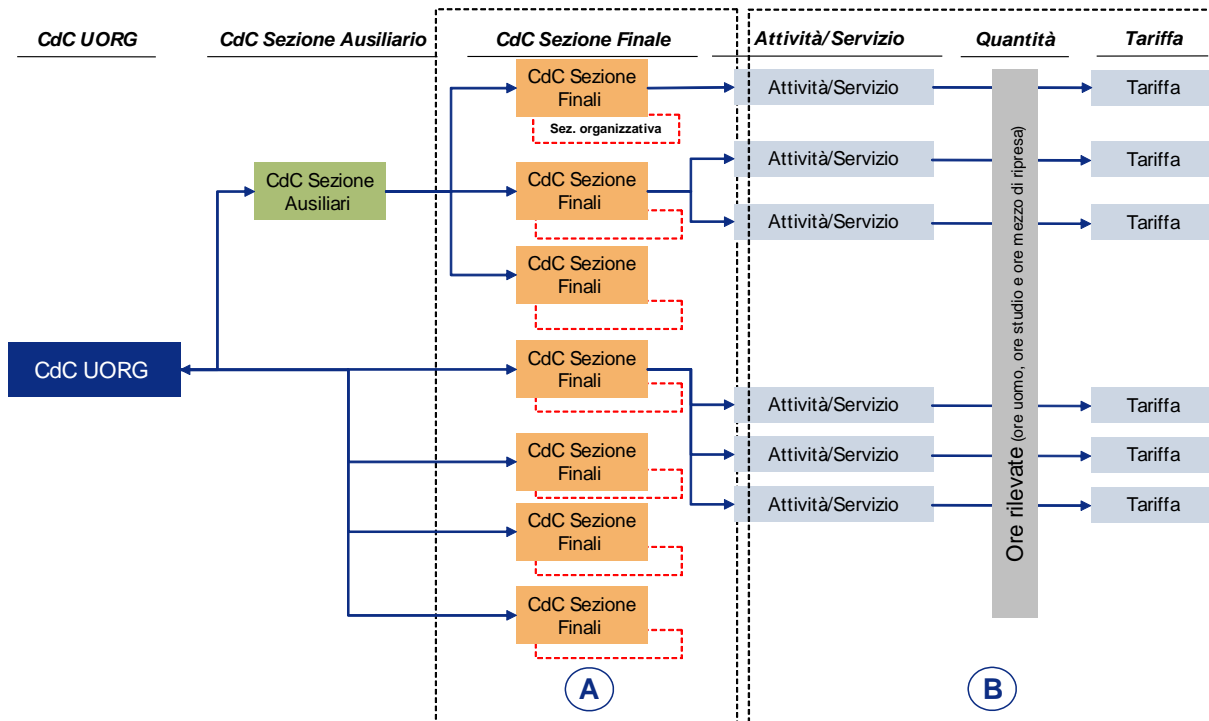 CdC UORG
CdC Sezione Ausiliario
CdC Sezione Finale
Attività/Servizio
Quantità
Tariffa
CdC Sezione
Finali
Sez. organizzativa
Attività/Servizio
Tariffa
CdC Sezione
Ausiliari
CdC Sezione
Finali
Attività/Servizio
Tariffa
Attività/Servizio
Tariffa
CdC Sezione
Finali
CdC UORG
CdC Sezione
Finali
Attività/Servizio
Tariffa
CdC Sezione
Finali
Attività/Servizio
Tariffa
Attività/Servizio
Tariffa
CdC Sezione
Finali
CdC Sezione
Finali
Ore rilevate (ore uomo, ore studio e ore mezzo di ripresa)
A
B